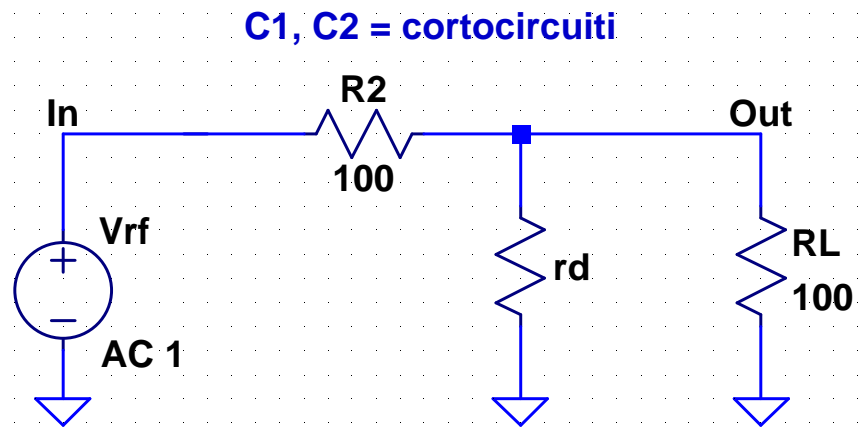 C1, C2 = cortocircuiti
R2
In
Out
100
Vrf
rd
RL
100
AC 1